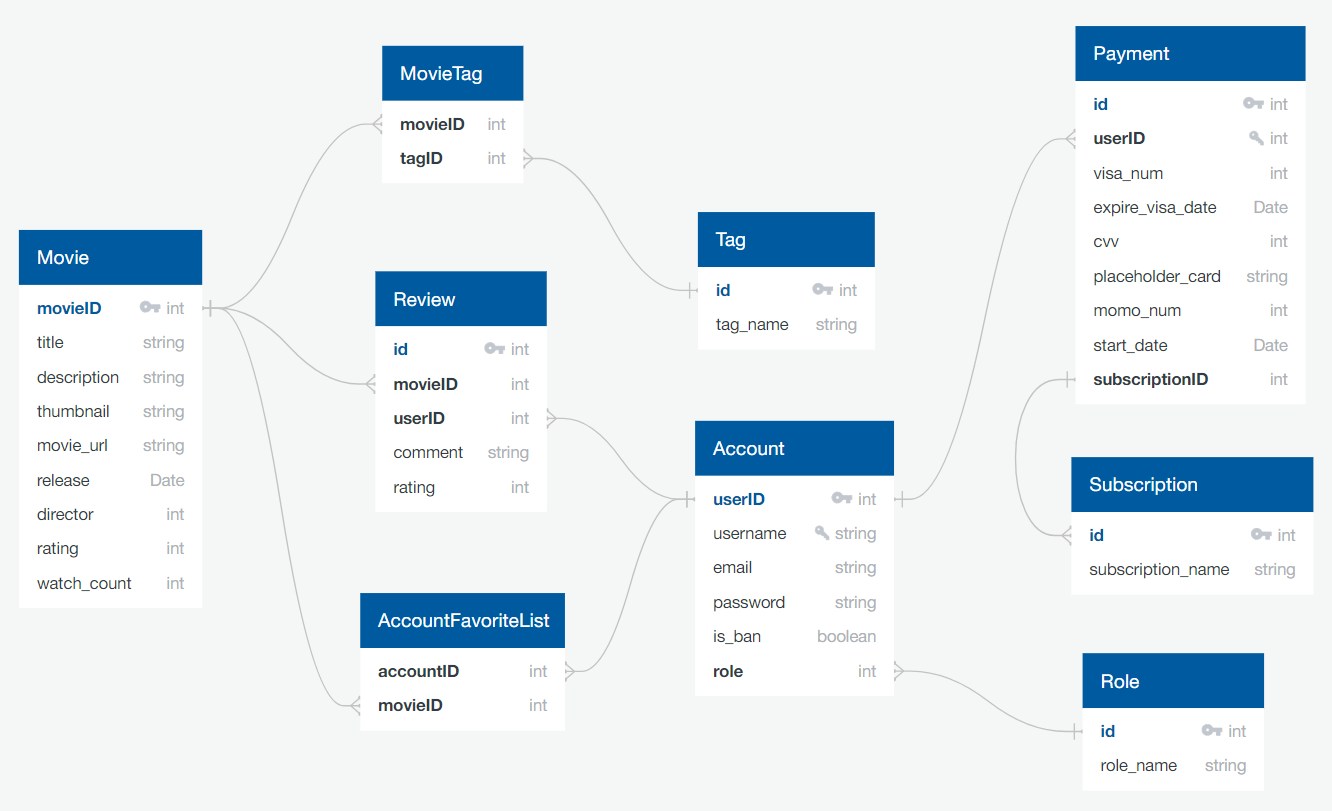 MovieTag
movieID int
tagID int
Movie
movieID int
title string
description string
thumbnail string
movie_url string
release Date
director int
rating int
watch_count int
Review
id int
movieID int
userID int
comment string
rating int
AccountFavoriteList
accountID int
movieID int
Tag
id int
tag_name string
Account
userID int
username string
email string
password string
is_ban boolean
role int
Payment
id int
userID int
visa_num int
expire_visa_date Date
cvv int
placeholder_card string
momo_num int
start_date Date
subscriptionID int
Subscription
id int
subscription_name string
Role
id int
role_name string